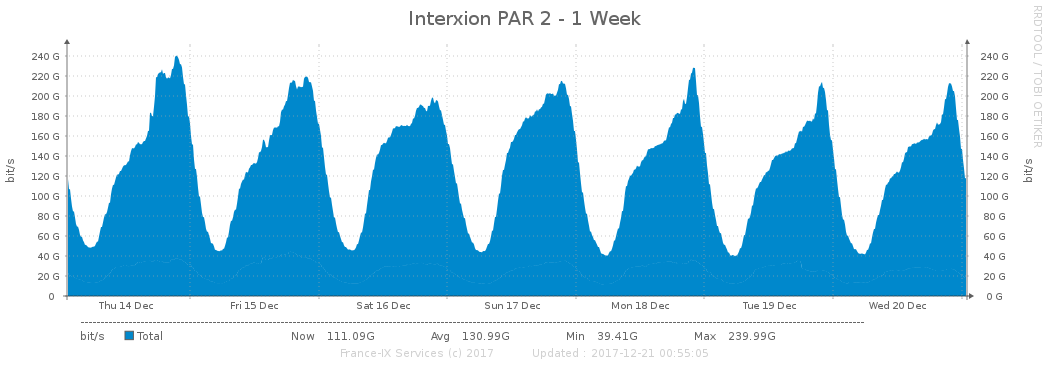 Interxion PAR 2 - 1 Week
RRDTOOL / TOBI OETIKER
bit/s
240 G
220 G
200 G
180 G
160 G
140 G
120 G
100 G
80 G
60 G
40 G
20 G
0
240 G
220 G
200 G
180 G
160 G
140 G
120 G
100 G
80 G
60 G
40 G
20 G
0 G
bit/s
Thu 14 Dec Fri 15 Dec Sat 16 Dec Sun 17 Dec Mon 18 Dec Tue 19 Dec Wed 20 Dec
bit/s Total Now 111.09G Avg 130.99G Min 39.41G Max 239.99G
France-IX Services (c) 2017 Updated : 2017-12-21 00:55:05